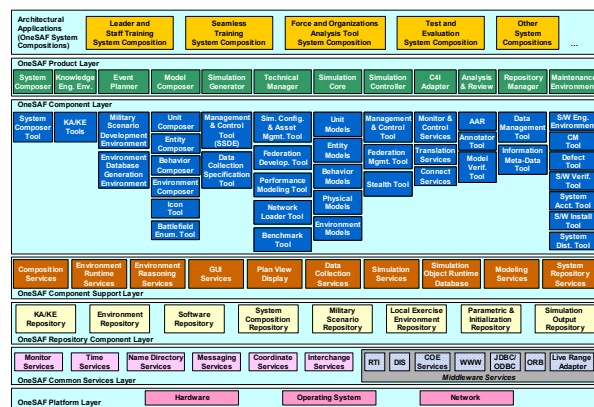 Architectural
Applications
(OneSAF System
Compositions)
Leader and
Staff Training
System Composition
Seamless
Training
System Composition
Force and Organizations
Analysis Tool
System Composition
Test and
Evaluation
System Composition
Other
System
Compositions
...
OneSAF Product Layer
System
Composer
Knowledge
Eng. Env.
Event
Planner
Model
Composer
Simulation
Generator
Technical
Manager
Simulation
Core
Simulation
Controller
C4I
Adapter
Analysis
& Review
Repository
Manager
Maintenance
Environment
OneSAF Component Layer
System
Composer
Tool
KA/KE
Tools
Military
Scenario
Development
Environment
Environment
Database
Generation
Environment
Unit
Composer
Entity
Composer
Behavior
Composer
Environment
Composer
Icon
Tool
Battlefield
Enum. Tool
Management
& Control
Tool
(SSDE)
Data
Collection
Specification
Tool
Sim. Config.
& Asset
Mgmt. Tool
Federation
Develop. Tool
Performance
Modeling Tool
Network
Loader Tool
Benchmark
Tool
Unit
Models
Entity
Models
Behavior
Models
Physical
Models
Environment
Models
Management
& Control
Tool
Federation
Mgmt. Tool
Stealth Tool
Monitor &
Control
Services
Translation
Services
Connect
Services
AAR
Annotator
Tool
Model
Verification
Tool
Data
Management
Tool
Information
Meta-Data
Tool
S/W Eng.
Environment
CM
Tool
Defect
Tool
S/W Verif.
Tool
System
Acct. Tool
S/W Install
Tool
System
Dist. Tool
Composition
Services
Environment
Runtime
Services
Environment
Reasoning
Services
GUI
Services
Plan View
Display
Data
Collection
Services
Simulation
Services
Simulation
Object Runtime
Database
Modeling
Services
System
Repository
Services
OneSAF Component Support Layer
KA/KE
Repository
Environment
Repository
Software
Repository
System
Composition
Repository
Military
Scenario
Repository
Local Exercise
Environment
Repository
Parametric &
Initialization
Repository
Simulation
Output
Repository
OneSAF Repository Component Layer
Monitor
Services
Time
Services
Name Directory
Services
Messaging
Services
Coordinate
Services
Interchange
Services
RTI
DIS
COE
Services
WWW
JDBC/
ODBC
ORB
Live Range
Adapter
Middleware Services
OneSAF Common Services Layer
Hardware
Operating System
Network
OneSAF Platform Layer